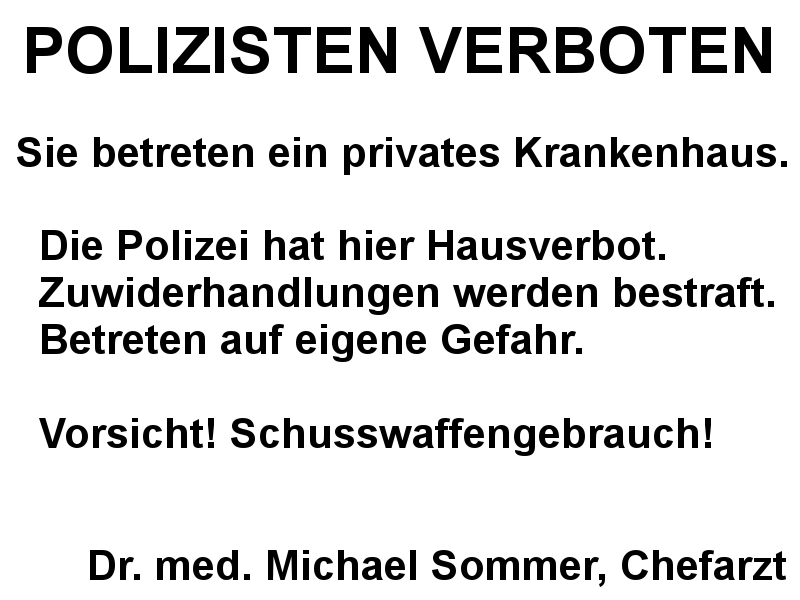 POLIZISTEN VERBOTEN
Sie betreten ein privates Krankenhaus.
Die Polizei hat hier Hausverbot.
Zuwiderhandlungen werden bestraft.
Betreten auf eigene Gefahr.
Vorsicht! Schusswaffengebrauch!
Dr. med. Michael Sommer, Chefarzt